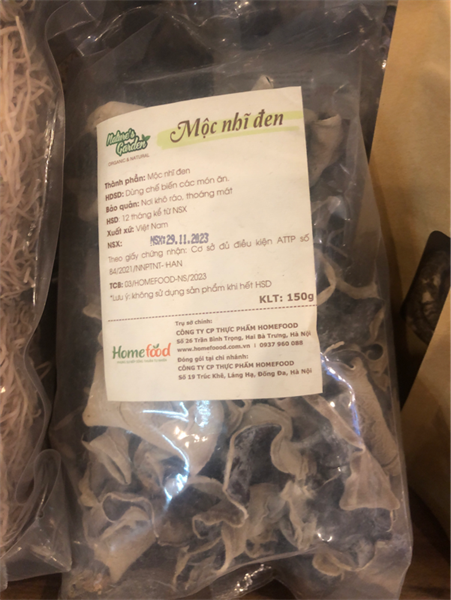 Nature's
Garden
ORGANIC & NATURAL
Mộc nhĩ đen
Thành phần: Mộc nhĩ đen
HDSD: Dùng chế biến các món ăn.
Bảo quản: Nơi khô ráo, thoáng mát
HSD: 12 tháng kể từ NSX
Xuất xứ: Việt Nam
NSX: NSX:29.11.2023
Theo giấy chứng nhận: Cơ sở đủ điều kiện ATTP số
84/2021/NNPTNT- HAN
TCB: 03/HOMEFOOD-NS/2023
*Lưu ý: không sử dụng sản phẩm khi hết HSD
KLT: 150g
Homefood
Trụ sở chính:
CÔNG TY CP THỰC PHẨM HOMEFOOD
Số 26 Trần Bình Trọng, Hai Bà Trưng, Hà Nội
www.homefoood.com.vn | 0937 960 088
Đóng gói tại chi nhánh:
CÔNG TY CP THỰC PHẨM HOMEFOOD
Số 19 Trúc Khê, Láng Hạ, Đống Đa, Hà Nội